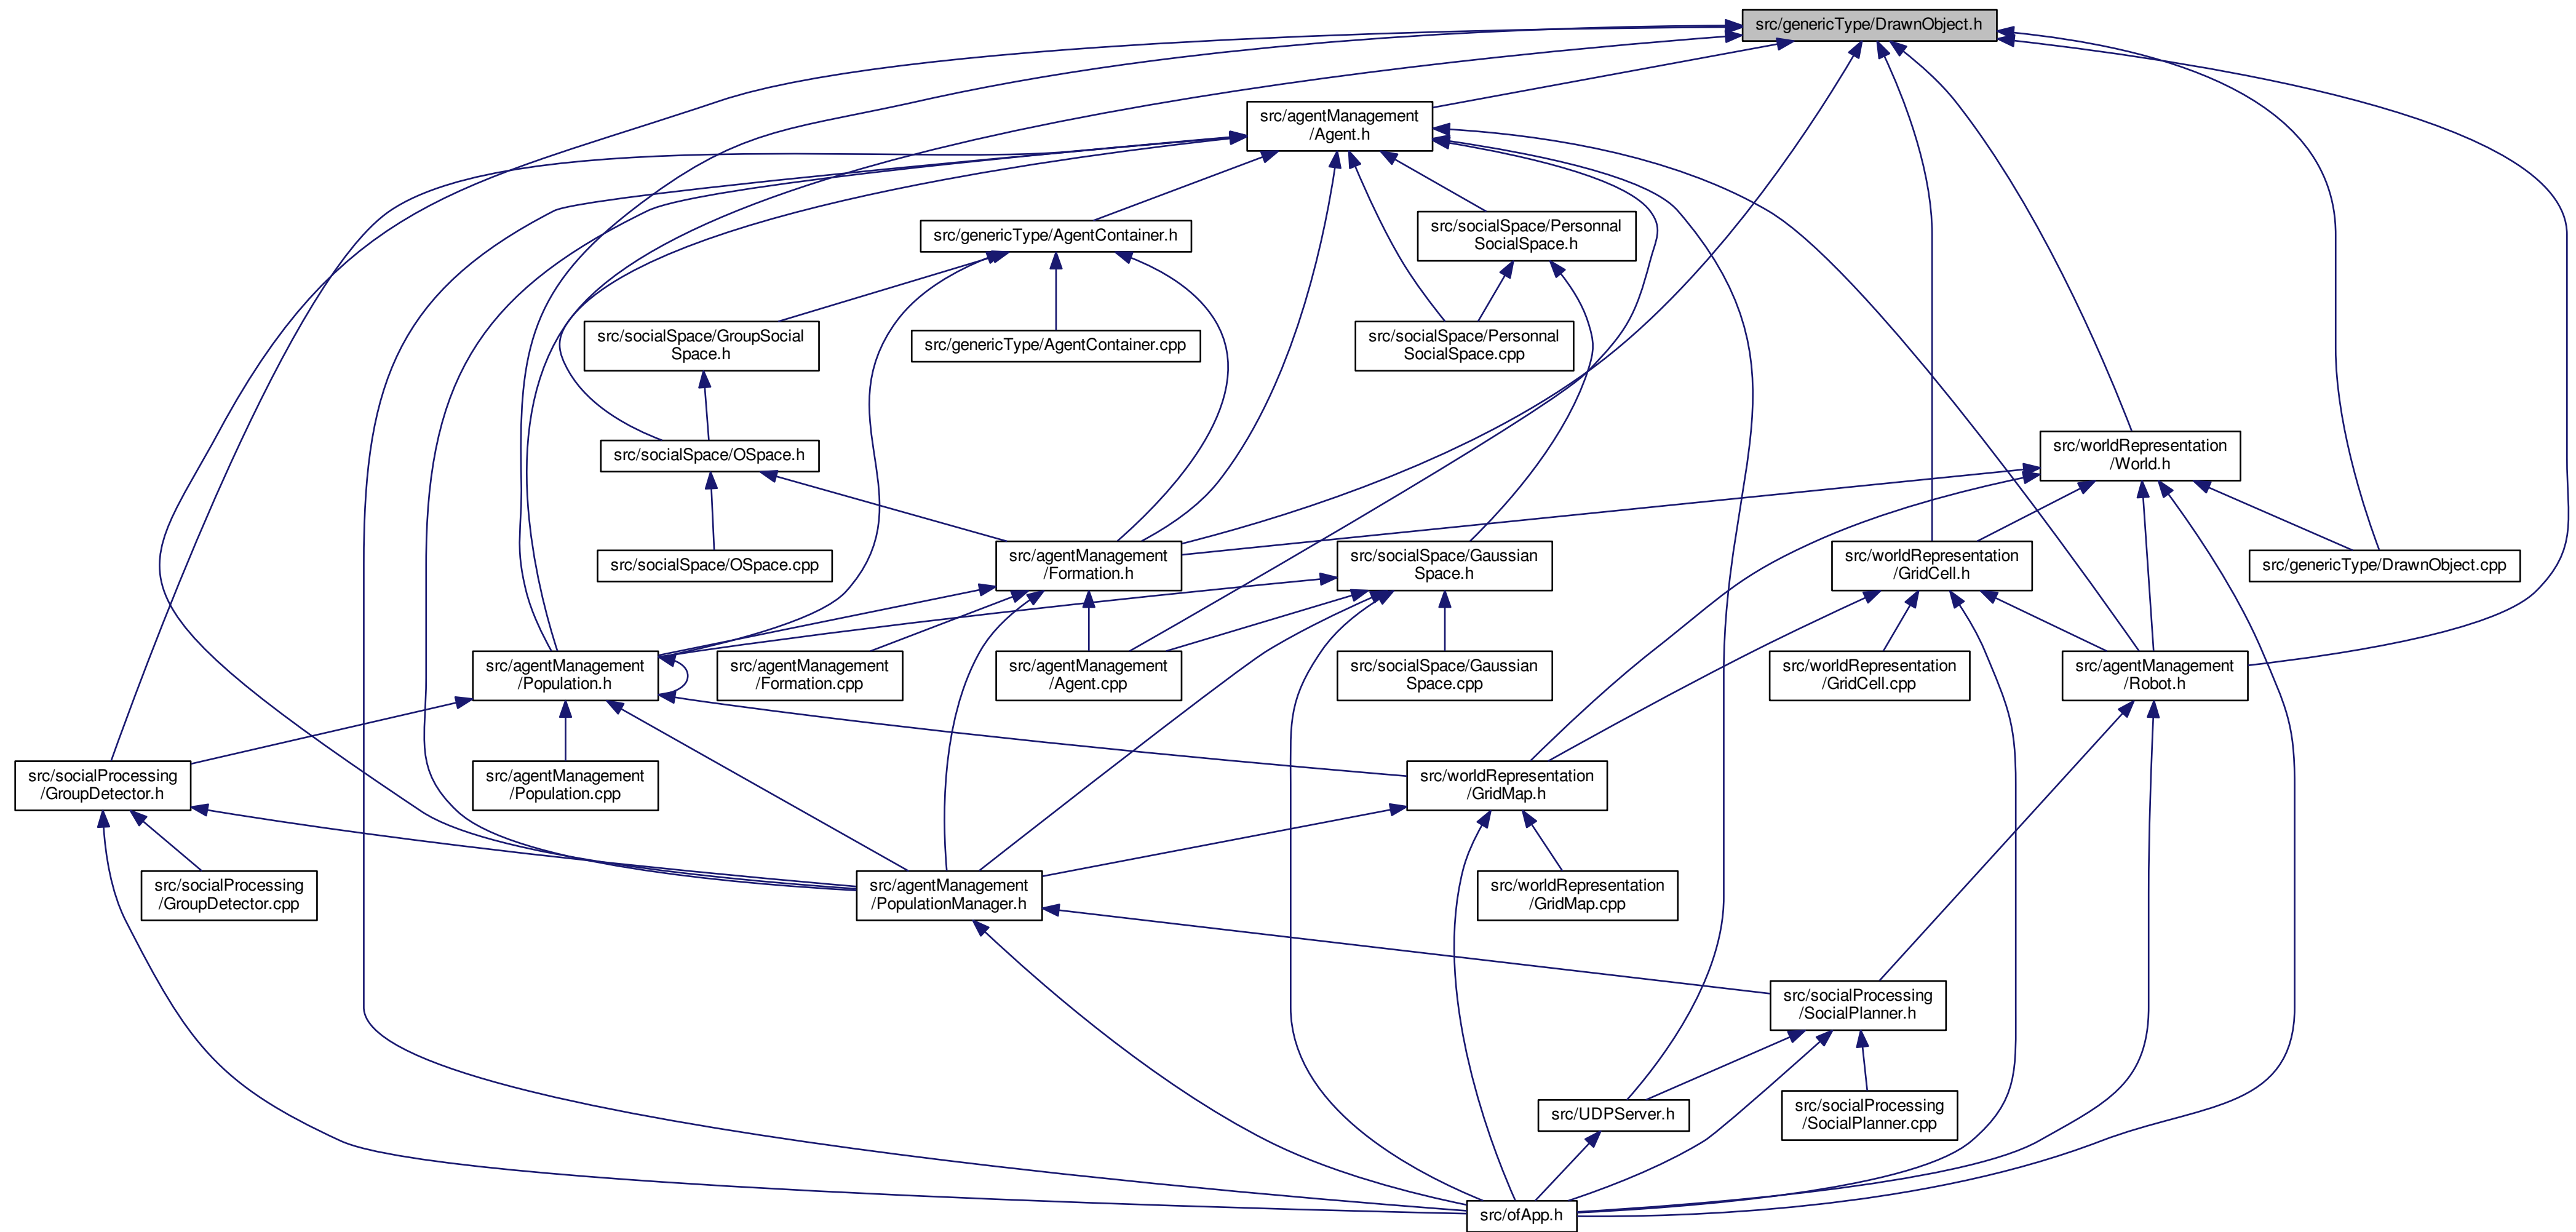 src/genericType/DrawnObject.h
src/agentManagement
/Agent.h
src/genericType/AgentContainer.h
src/socialSpace/Personnal
SocialSpace.h
src/socialSpace/GroupSocial
Space.h
src/genericType/AgentContainer.cpp
src/socialSpace/Personnal
SocialSpace.cpp
src/socialSpace/OSpace.h
src/worldRepresentation
/World.h
src/socialSpace/OSpace.cpp
src/agentManagement
/Formation.h
src/socialSpace/Gaussian
Space.h
src/worldRepresentation
/GridCell.h
src/genericType/DrawnObject.cpp
src/agentManagement
/Population.h
src/agentManagement
/Formation.cpp
src/agentManagement
/Agent.cpp
src/socialSpace/Gaussian
Space.cpp
src/worldRepresentation
/GridCell.cpp
src/agentManagement
/Robot.h
src/socialProcessing
/GroupDetector.h
src/agentManagement
/Population.cpp
src/worldRepresentation
/GridMap.h
src/socialProcessing
/GroupDetector.cpp
src/agentManagement
/PopulationManager.h
src/worldRepresentation
/GridMap.cpp
src/socialProcessing
/SocialPlanner.h
src/UDPServer.h
src/socialProcessing
/SocialPlanner.cpp
src/ofApp.h